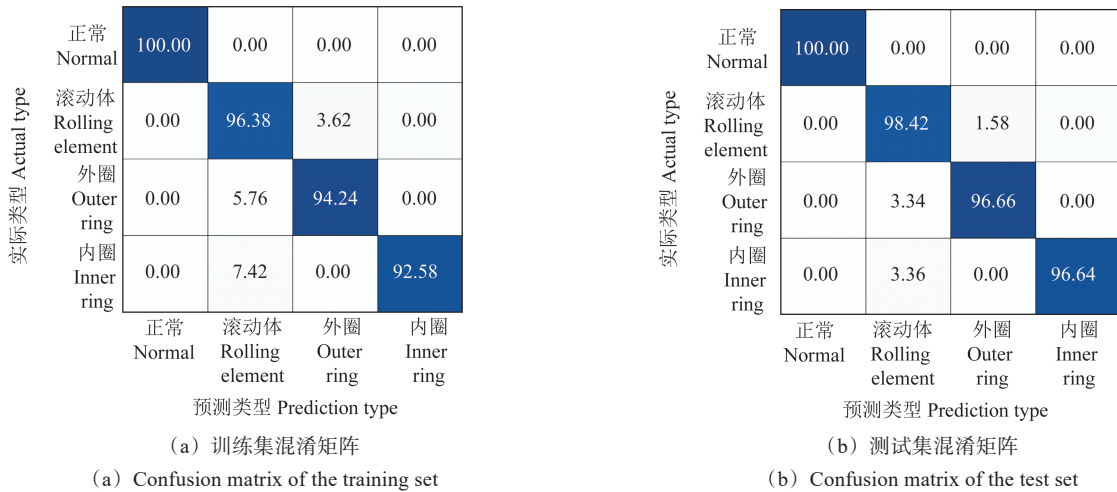 实际类型 Actual type
正常
Normal
100.00 0.00 0.00 0.00
滚动体
Rolling
element
0.00 96.38 3.62 0.00
外圈
Outer
ring
0.00 5.76 94.24 0.00
内圈
Inner
ring
0.00 7.42 0.00 92.58
正常 滚动体 外圈 内圈
Normal Rolling Outer Inner
element ring ring
预测类型 Prediction type
(a) 训练集混淆矩阵
(a) Confusion matrix of the training set
实际类型 Actual type
正常
Normal
100.00 0.00 0.00 0.00
滚动体
Rolling
element
0.00 98.42 1.58 0.00
外圈
Outer
ring
0.00 3.34 96.66 0.00
内圈
Inner
ring
0.00 3.36 0.00 96.64
正常 滚动体 外圈 内圈
Normal Rolling Outer Inner
element ring ring
预测类型 Prediction type
(b) 测试集混淆矩阵
(b) Confusion matrix of the test set